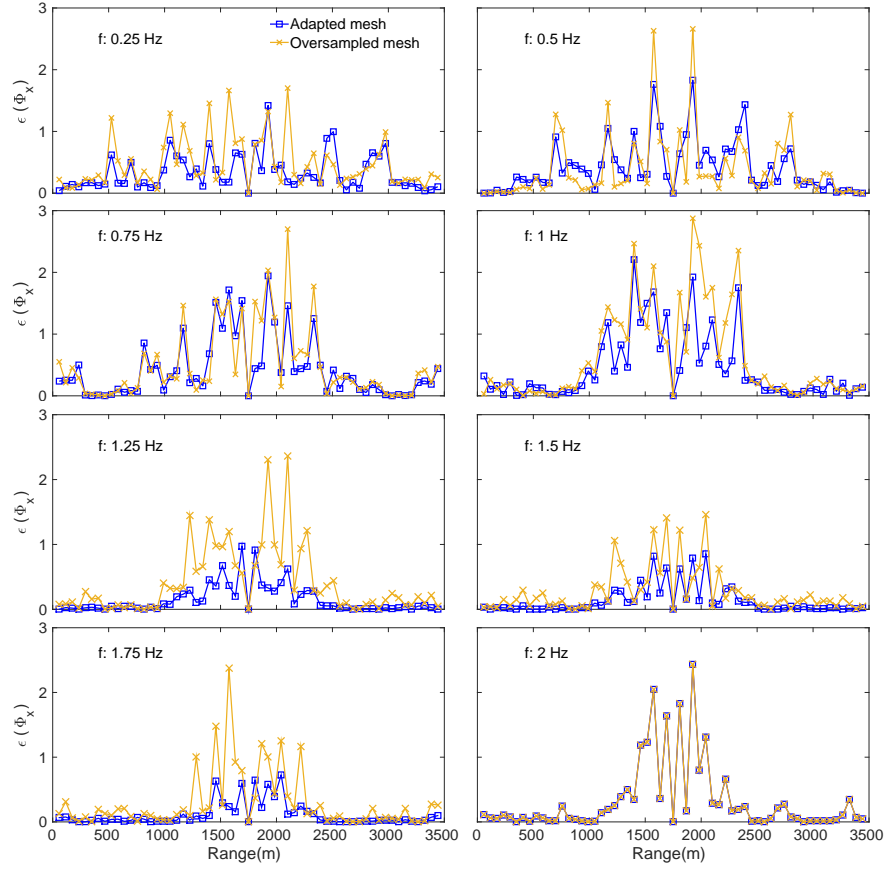 Adapted mesh
Oversampled mesh
f: 0.25 Hz
f: 0.5 Hz
3
2
1
0
ϵ (Φx)
f: 0.75 Hz
f: 1 Hz
3
2
1
0
ϵ (Φx)
f: 1.25 Hz
f: 1.5 Hz
3
2
1
0
ϵ (Φx)
f: 1.75 Hz
f: 2 Hz
3
2
1
0
ϵ (Φx)
0 500 1000 1500 2000 2500 3000 3500
0 500 1000 1500 2000 2500 3000 3500
Range(m)
Range(m)